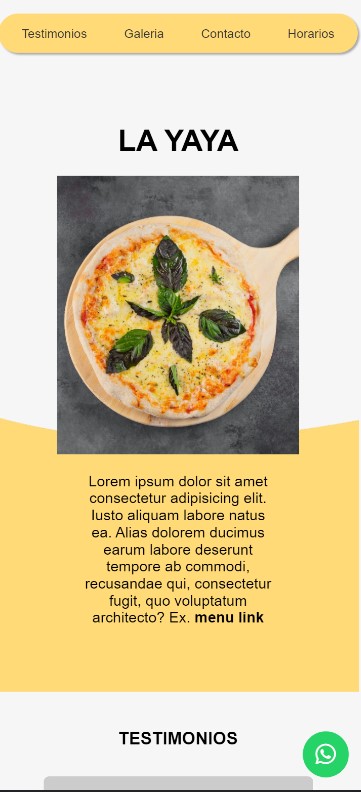 Testimonios Galeria Contacto Horarios
LA YAYA
Lorem ipsum dolor sit amet
consectetur adipisicing elit.
Iusto aliquam labore natus
ea. Alias dolorem ducimus
earum labore deserunt
tempore ab commodi,
recusandae qui, consectetur
fugit, quo voluptatum
architecto? Ex. menu link
TESTIMONIOS